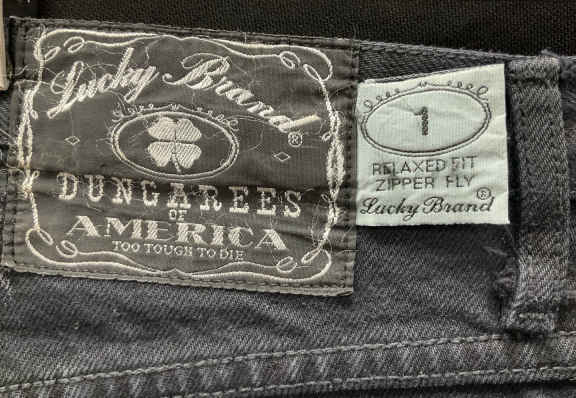 Lucky Brand®
DUNGAREES
OF
AMERICA
TOO TOUGH TO DIE
1
RELAXED FIT
ZIPPER FLY
Lucky Brand®